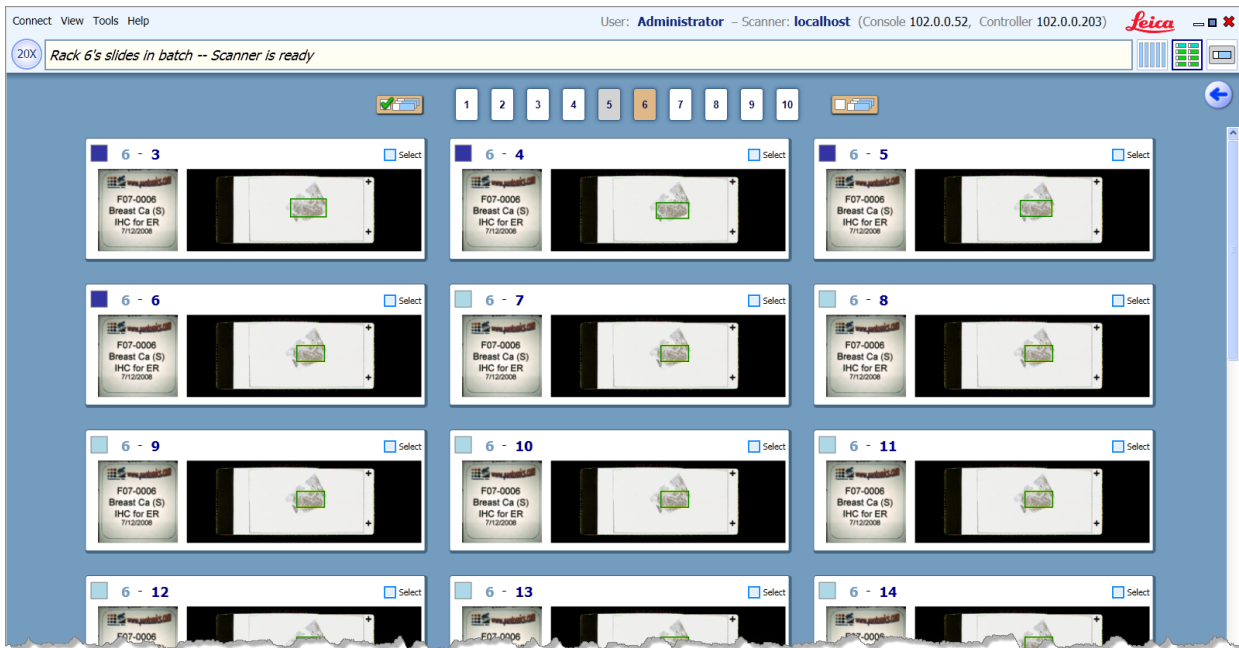 Connect View Tools Help
User: Administrator – Scanner: localhost (Console 102.0.0.52, Controller 102.0.0.203)
Leica
20X
Rack 6's slides in batch -- Scanner is ready
1 2 3 4 5 6 7 8 9 10
6 - 3 Select
F07-0006
Breast Ca (S)
IHC for ER
7/12/2008
6 - 4 Select
F07-0006
Breast Ca (S)
IHC for ER
7/12/2008
6 - 5 Select
F07-0006
Breast Ca (S)
IHC for ER
7/12/2008
6 - 6 Select
F07-0006
Breast Ca (S)
IHC for ER
7/12/2008
6 - 7 Select
F07-0006
Breast Ca (S)
IHC for ER
7/12/2008
6 - 8 Select
F07-0006
Breast Ca (S)
IHC for ER
7/12/2008
6 - 9 Select
F07-0006
Breast Ca (S)
IHC for ER
7/12/2008
6 - 10 Select
F07-0006
Breast Ca (S)
IHC for ER
7/12/2008
6 - 11 Select
F07-0006
Breast Ca (S)
IHC for ER
7/12/2008
6 - 12 Select
F07-0006
6 - 13 Select
F07-0006
6 - 14 Select
F07-0006